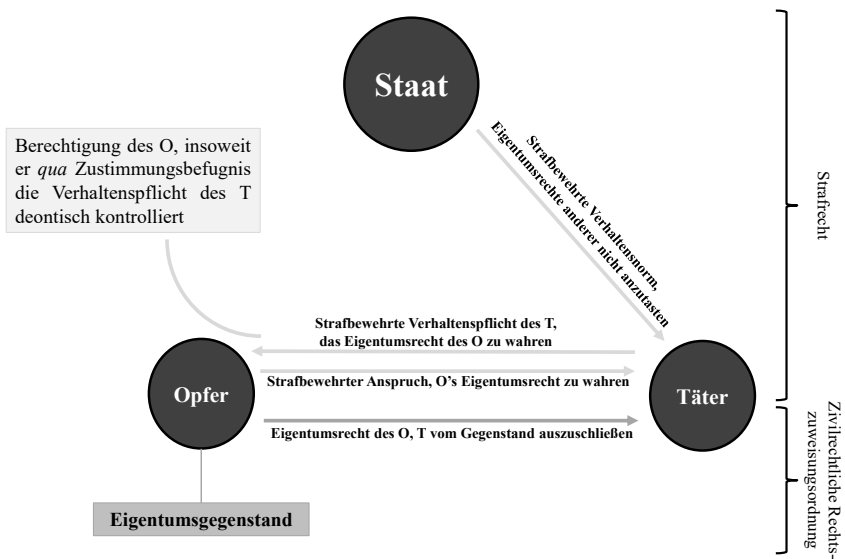 Staat
Berechtigung des O, insoweit
er qua Zustimmungsbefugnis
die Verhaltenspflicht des T
deontisch kontrolliert
Strafbewehrte Verhaltensnorm,
Eigentumsrechte anderer nicht anzutasten
Strafrecht
Strafbewehrte Verhaltenspflicht des T,
das Eigentumsrecht des O zu wahren
Opfer
Strafbewehrter Anspruch, O's Eigentumsrecht zu wahren
Täter
Eigentumsrecht des O, T vom Gegenstand auszuschließen
Eigentumsgegenstand
Zivilrechtliche Rechts-
zuweisungsordnung